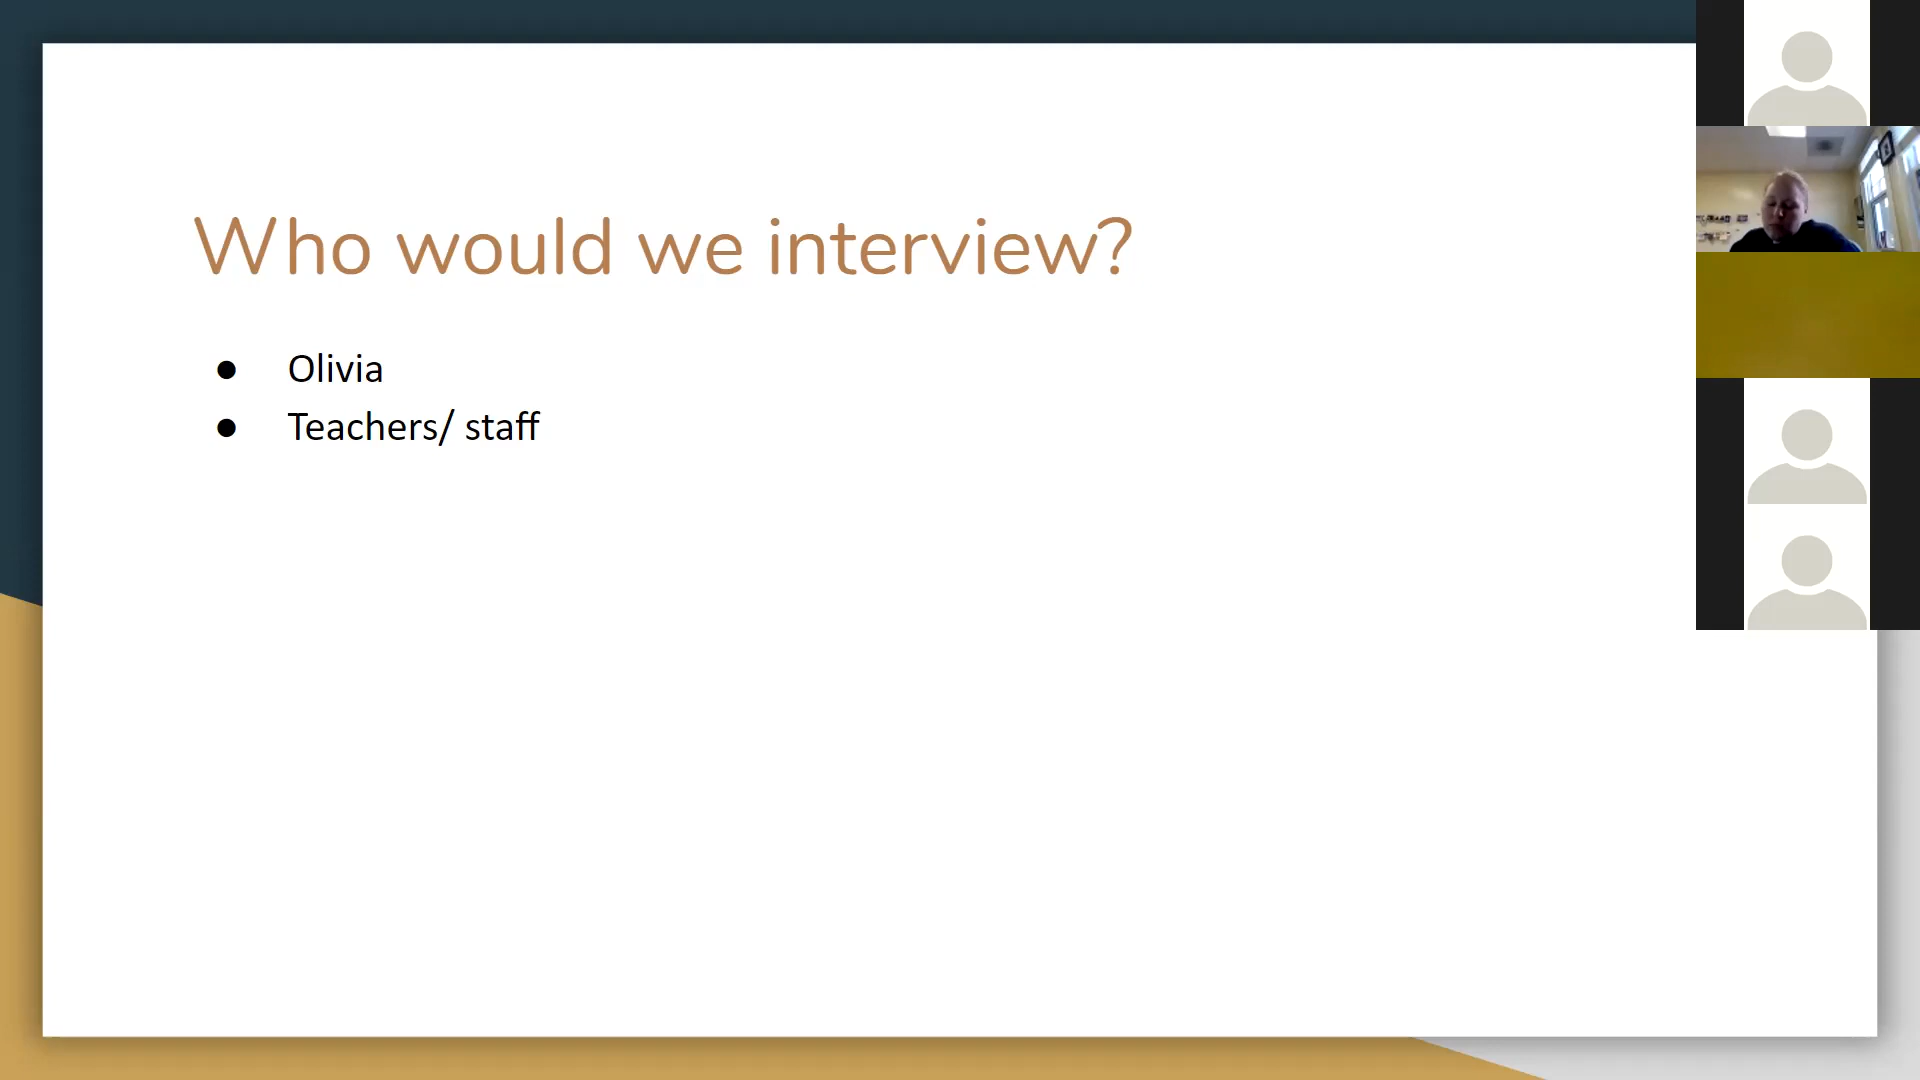 Who would we interview?
● Olivia
● Teachers/ staff